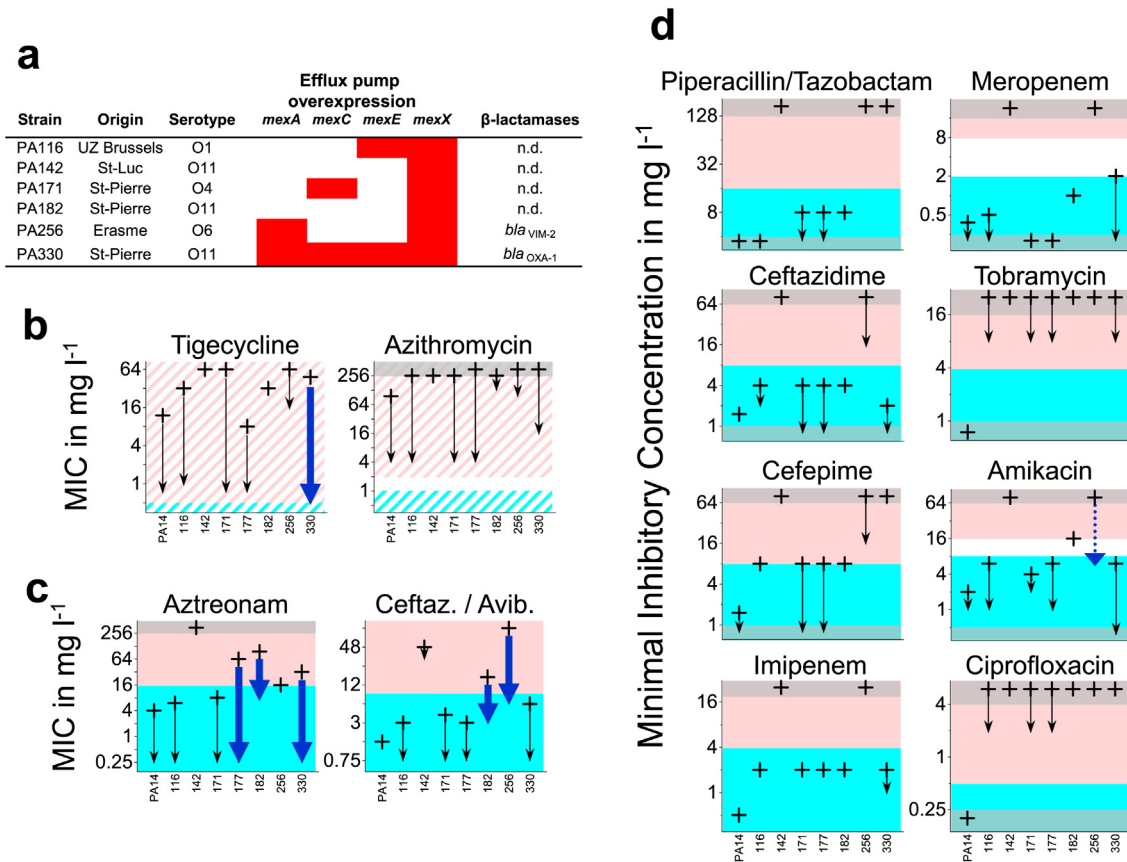 a
Efflux pump
overexpression
Strain Origin Serotype mexA mexC mexE mexX β-lactamases
PA116 UZ Brussels O1 n.d.
PA142 St-Luc O11 n.d.
PA171 St-Pierre O4 n.d.
PA182 St-Pierre O11 n.d.
PA256 Erasme O6 bla VIM-2
PA330 St-Pierre O11 bla OXA-1
b
MIC in mg l-1
Tigecycline
64
16
4
1
PA14 116 142 171 177 182 256 330
Azithromycin
256
64
16
4
1
PA14 116 142 171 177 182 256 330
c
MIC in mg l-1
Aztreonam
256
64
16
4
1
0.25
PA14 116 142 171 177 182 256 330
Ceftaz. / Avib.
48
12
3
0.75
PA14 116 142 171 177 182 256 330
d
Minimal Inhibitory Concentration in mg l-1
Piperacillin/Tazobactam
128
32
8
Meropenem
8
2
0.5
Ceftazidime
64
16
4
1
Tobramycin
16
4
1
Cefepime
64
16
4
1
Amikacin
64
16
4
1
Imipenem
16
4
1
PA14 116 142 171 177 182 256 330
Ciprofloxacin
4
1
0.25
PA14 116 142 171 177 182 256 330